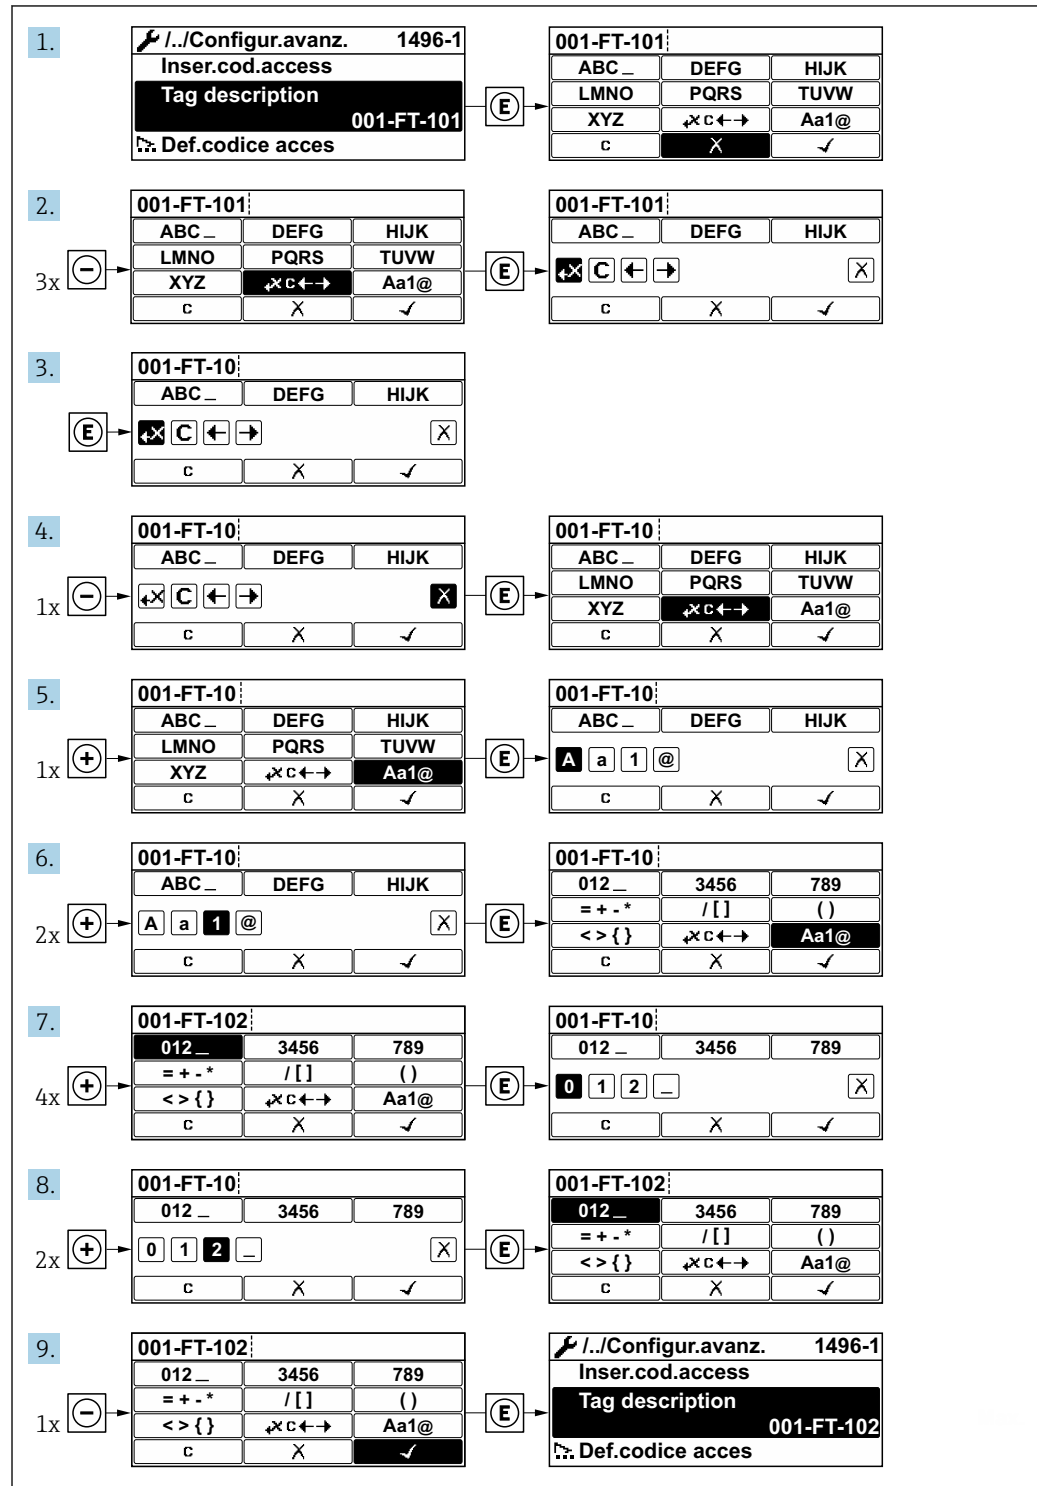 1.
/../Configur.avanz. 1496-1
Inser.cod.access
Tag description
001-FT-101
Def.codice acces
E
001-FT-101
ABC_ DEFG HIJK
LMNO PQRS TUVW
XYZ C←→ Aa1@
C X ✓
2.
3x −
001-FT-101
ABC_ DEFG HIJK
LMNO PQRS TUVW
XYZ C←→ Aa1@
C X ✓
E
001-FT-101
ABC_ DEFG HIJK
C ← → X
C X ✓
3.
E
001-FT-10
ABC_ DEFG HIJK
C ← → X
C X ✓
4.
1x −
001-FT-10
ABC_ DEFG HIJK
C ← → X
C X ✓
E
001-FT-10
ABC_ DEFG HIJK
LMNO PQRS TUVW
XYZ C←→ Aa1@
C X ✓
5.
1x +
001-FT-10
ABC_ DEFG HIJK
LMNO PQRS TUVW
XYZ C←→ Aa1@
C X ✓
E
001-FT-10
ABC_ DEFG HIJK
A a 1 @ X
C X ✓
6.
2x +
001-FT-10
ABC_ DEFG HIJK
A a 1 @ X
C X ✓
E
001-FT-10
012_ 3456 789
=+-* /[] ()
<>{} C←→ Aa1@
C X ✓
7.
4x +
001-FT-102
012_ 3456 789
=+-* /[] ()
<>{} C←→ Aa1@
C X ✓
E
001-FT-10
012_ 3456 789
0 1 2 _ X
C X ✓
8.
2x +
001-FT-10
012_ 3456 789
0 1 2 _ X
C X ✓
E
001-FT-102
012_ 3456 789
=+-* /[] ()
<>{} C←→ Aa1@
C X ✓
9.
1x −
001-FT-102
012_ 3456 789
=+-* /[] ()
<>{} C←→ Aa1@
C X ✓
E
/../Configur.avanz. 1496-1
Inser.cod.access
Tag description
001-FT-102
Def.codice acces